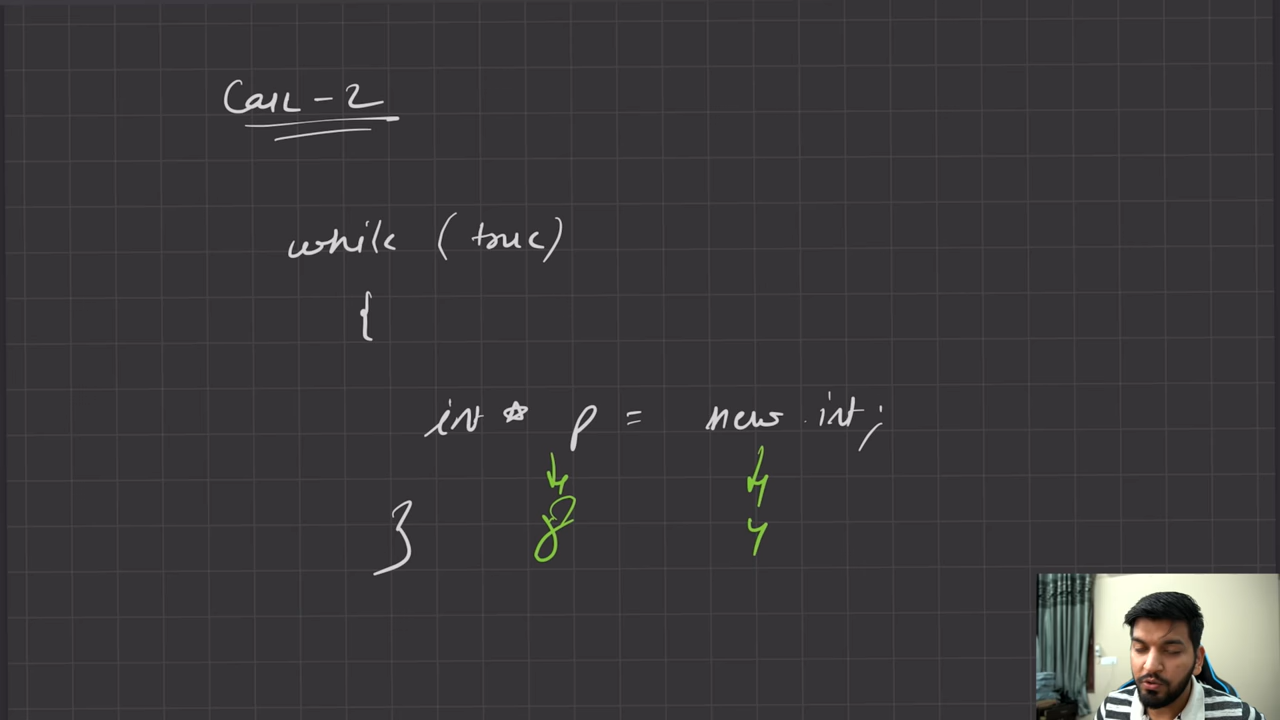 Case - 2
while (true)
{
int * p = new int;
} 8 4